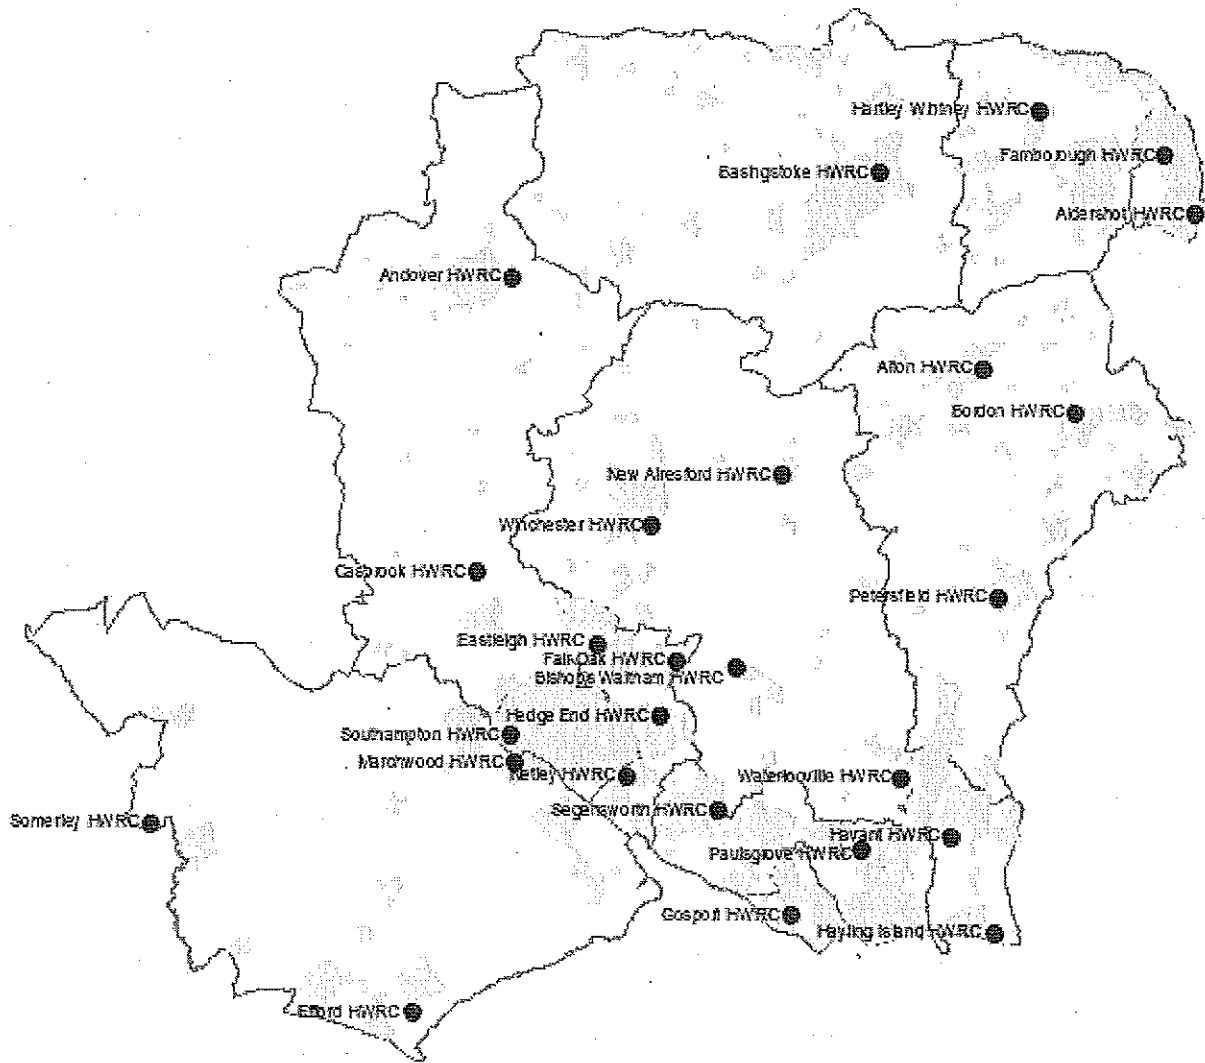 Hartley Whitney HWRC
Farnborough HWRC
Basingstoke HWRC
Aldershot HWRC
Andover HWRC
Alton HWRC
Bordon HWRC
New Alresford HWRC
Winchester HWRC
Casbrook HWRC
Petersfield HWRC
Eastleigh HWRC
Fair Oak HWRC
Bishops Waltham HWRC
Hedge End HWRC
Southampton HWRC
Marchwood HWRC
Netley HWRC
Waterlooville HWRC
Segensworth HWRC
Somerley HWRC
Havant HWRC
Paulsgrove HWRC
Gosport HWRC
Hayling Island HWRC
Efford HWRC